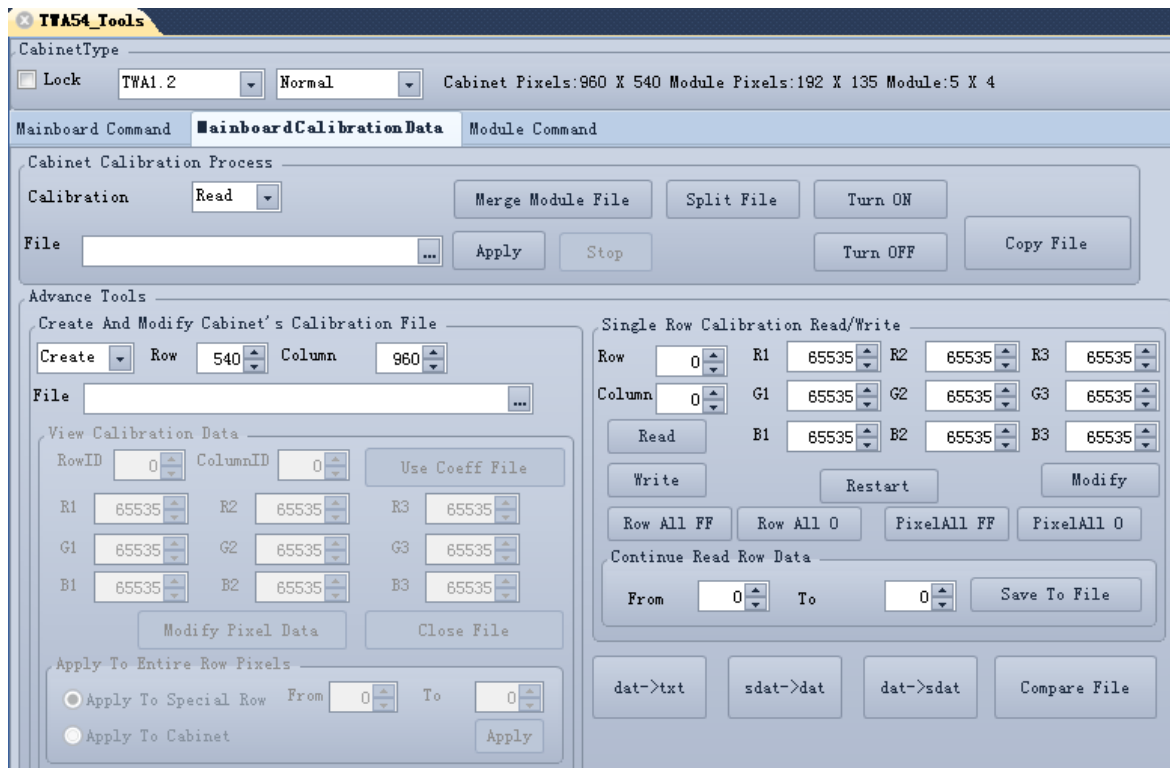 TWA54_Tools
CabinetType
Lock TWA1.2 Normal Cabinet Pixels:960 X 540 Module Pixels:192 X 135 Module:5 X 4
Mainboard Command MainboardCalibrationData Module Command
Cabinet Calibration Process
Calibration Read Merge Module File Split File Turn ON
File ... Apply Stop Turn OFF Copy File
Advance Tools
Create And Modify Cabinet's Calibration File
Create Row 540 Column 960
File ...
View Calibration Data
RowID 0 ColumnID 0 Use Coeff File
R1 65535 R2 65535 R3 65535
G1 65535 G2 65535 G3 65535
B1 65535 B2 65535 B3 65535
Modify Pixel Data Close File
Apply To Entire Row Pixels
Apply To Special Row From 0 To 0
Apply To Cabinet Apply
Single Row Calibration Read/Write
Row 0 R1 65535 R2 65535 R3 65535
Column 0 G1 65535 G2 65535 G3 65535
Read B1 65535 B2 65535 B3 65535
Write Restart Modify
Row All FF Row All 0 PixelAll FF PixelAll 0
Continue Read Row Data
From 0 To 0 Save To File
dat->txt sdat->dat dat->sdat Compare File